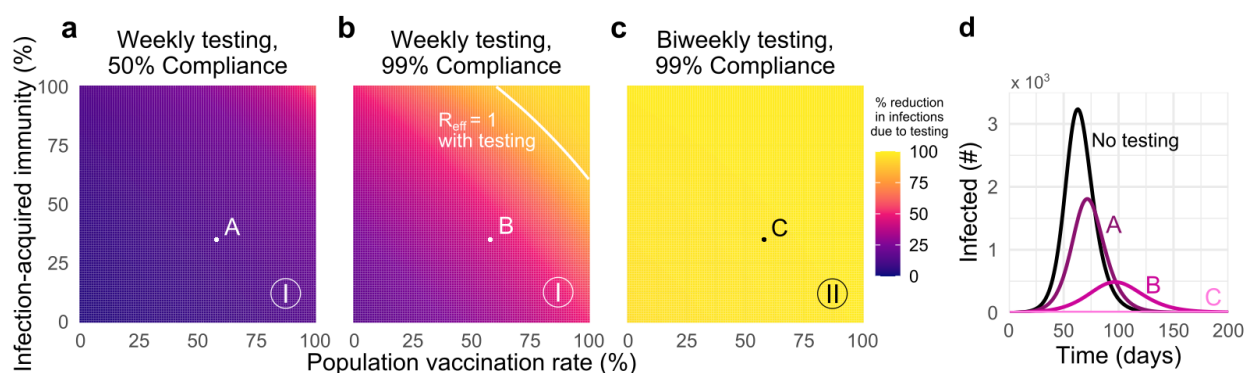 a
Weekly testing,
50% Compliance
b
Weekly testing,
99% Compliance
c
Biweekly testing,
99% Compliance
d
Infection-acquired immunity (%)
100
75
50
25
0
A
I
0
25
50
75
100
R_eff = 1
with testing
B
I
0
25
50
75
100
C
II
0
25
50
75
100
Population vaccination rate (%)
% reduction
in infections
due to testing
100
75
50
25
0
x 10³
Infected (#)
3
2
1
0
No testing
A
B
C
0
50
100
150
200
Time (days)